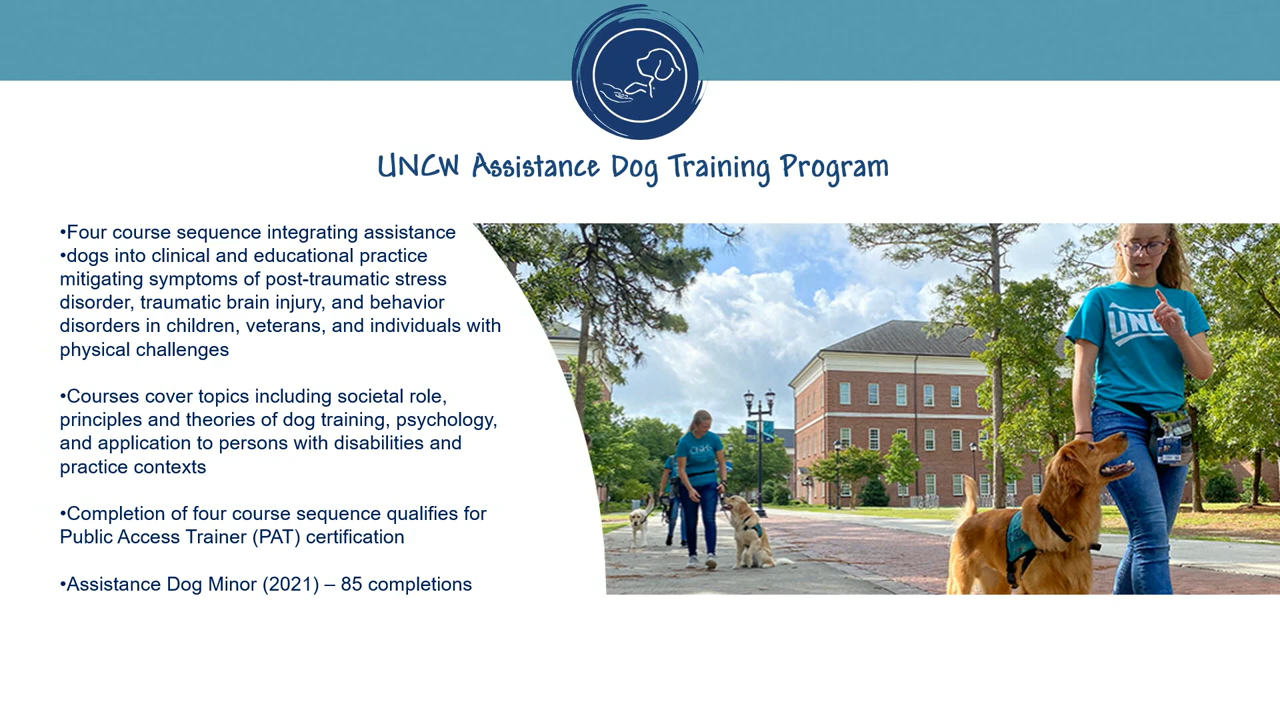 UNCW Assistance Dog Training Program
•Four course sequence integrating assistance
•dogs into clinical and educational practice
mitigating symptoms of post-traumatic stress
disorder, traumatic brain injury, and behavior
disorders in children, veterans, and individuals with
physical challenges
•Courses cover topics including societal role,
principles and theories of dog training, psychology,
and application to persons with disabilities and
practice contexts
•Completion of four course sequence qualifies for
Public Access Trainer (PAT) certification
•Assistance Dog Minor (2021) – 85 completions